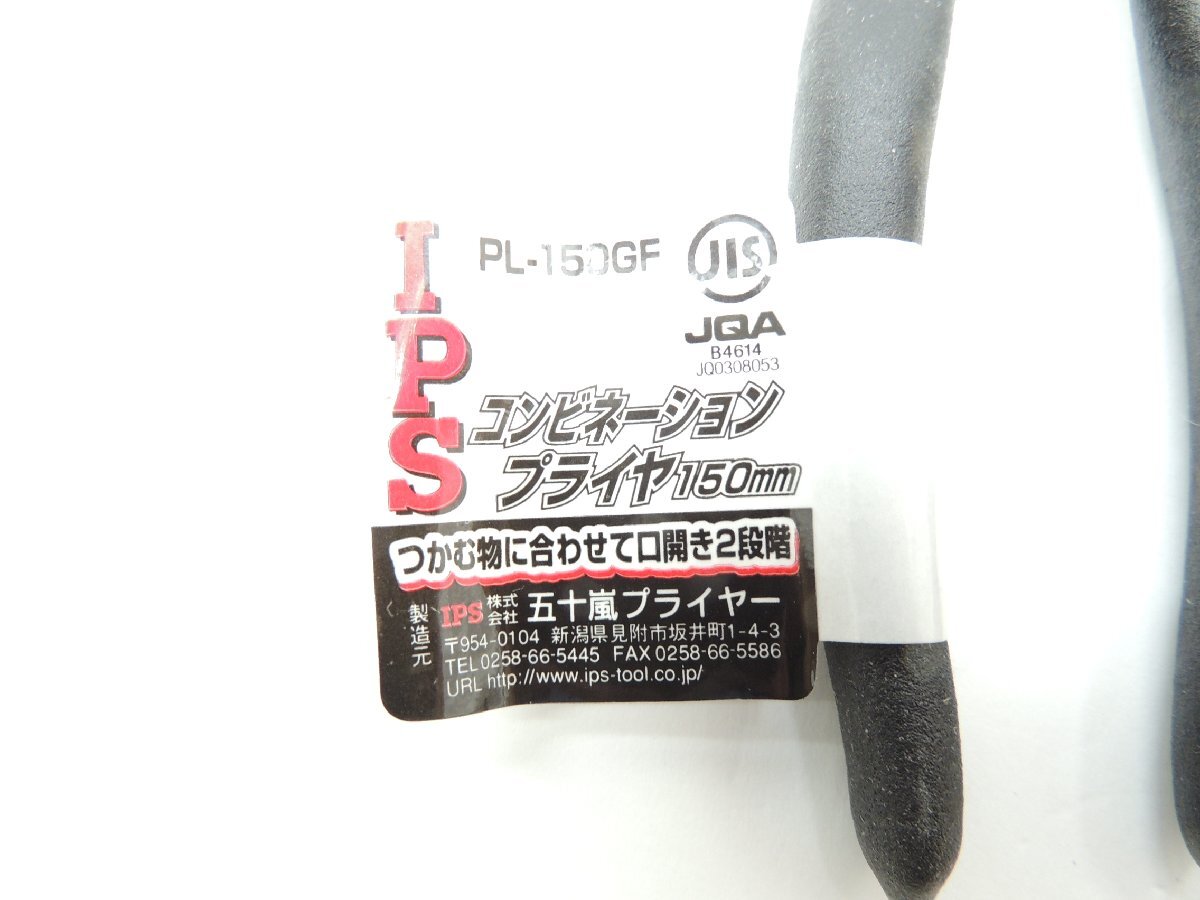 IPS
PL-150GF
JIS
JQA
B4614
JQ0308053
コンビネーション
プライヤ150mm
つかむ物に合わせて口開き2段階
製造元
IPS 株式会社 五十嵐プライヤー
〒954-0104 新潟県見附市坂井町1-4-3
TEL0258-66-5445 FAX0258-66-5586
URL http://www.ips-tool.co.jp/